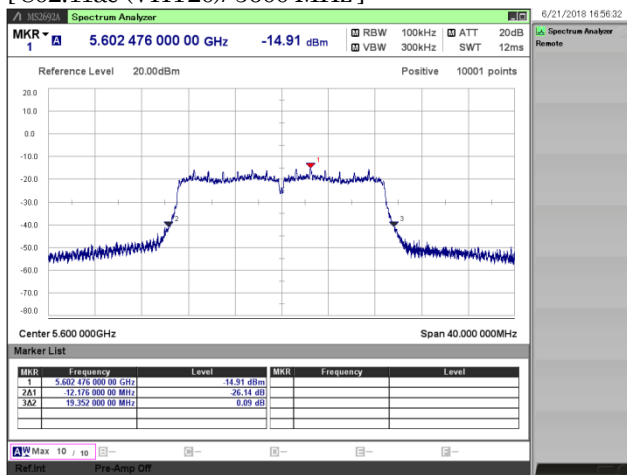 [802.11ac (VHT20), 5600 MHz]
MS2692A Spectrum Analyzer
6/21/2018 16:56:32
MKR 1 A 5.602 476 000 00 GHz -14.91 dBm
M RBW 100kHz M ATT 20dB
M VBW 300kHz SWT 12ms
Spectrum Analyzer
Remote
Reference Level 20.00dBm Positive 10001 points
20.0
10.0
0.0
-10.0
1
-20.0
-30.0
2 3
-40.0
-50.0
-60.0
-70.0
-80.0
Center 5.600 000GHz Span 40.000 000MHz
Marker List
MKR Frequency Level MKR Frequency Level
1 5.602 476 000 00 GHz -14.91 dBm
2Δ1 -12.176 000 00 MHz -26.14 dB
3Δ2 19.352 000 00 MHz 0.09 dB
A W Max 10 / 10 B— C— D— E— F—
Ref.Int Pre-Amp Off